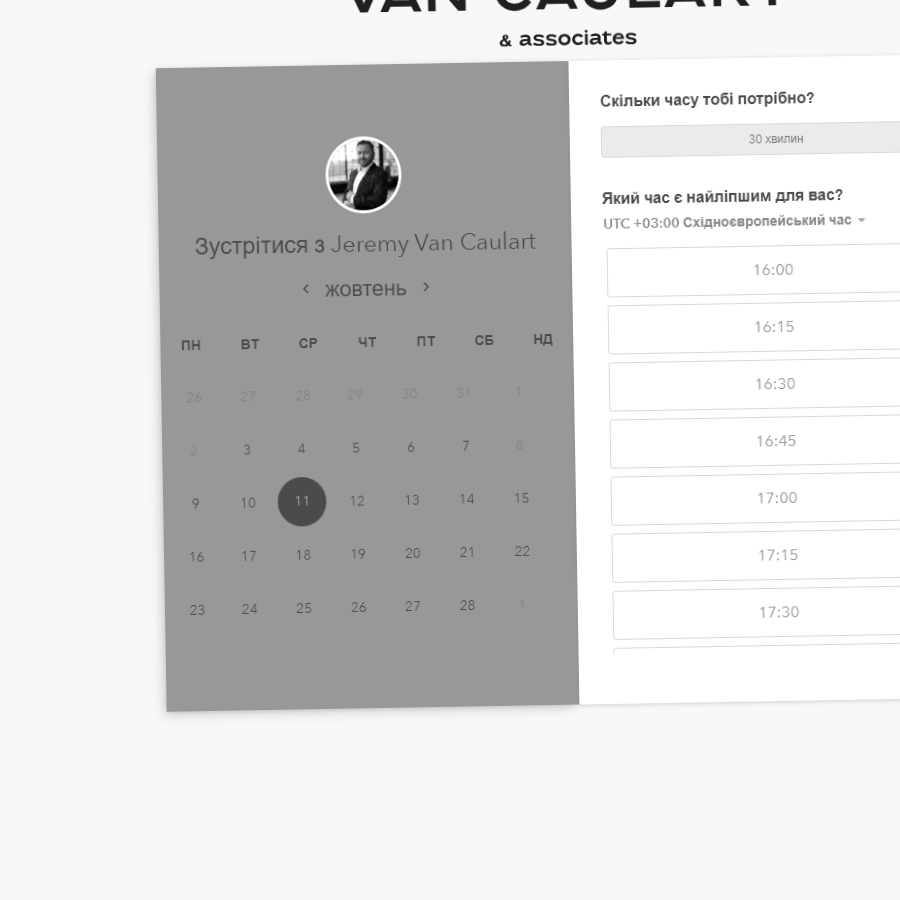 VAN CAULART
& associates
Зустрітися з Jeremy Van Caulart
жовтень
ПН ВТ СР ЧТ ПТ СБ НД
26 27 28 29 30 31 1
2 3 4 5 6 7 8
9 10 11 12 13 14 15
16 17 18 19 20 21 22
23 24 25 26 27 28 1
Скільки часу тобі потрібно?
30 хвилин
Який час є найліпшим для вас?
UTC +03:00 Східноєвропейський час
16:00
16:15
16:30
16:45
17:00
17:15
17:30